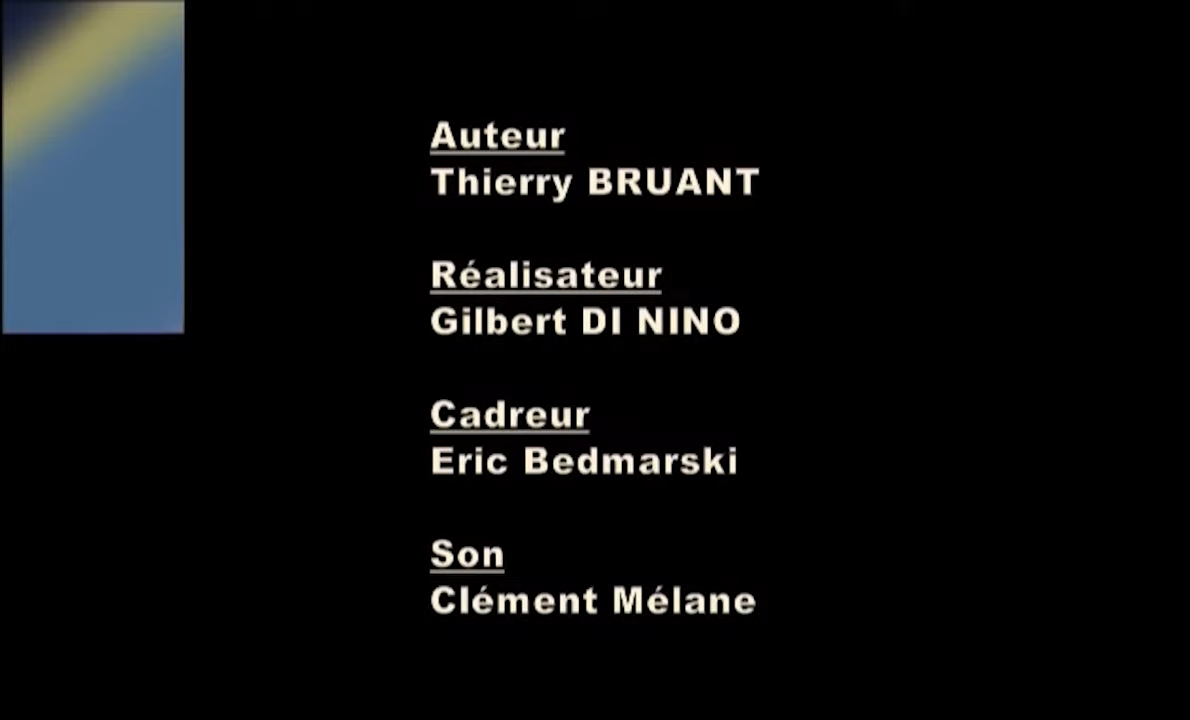 Auteur
Thierry BRUANT
Réalisateur
Gilbert DI NINO
Cadreur
Eric Bedmarski
Son
Clément Mélane